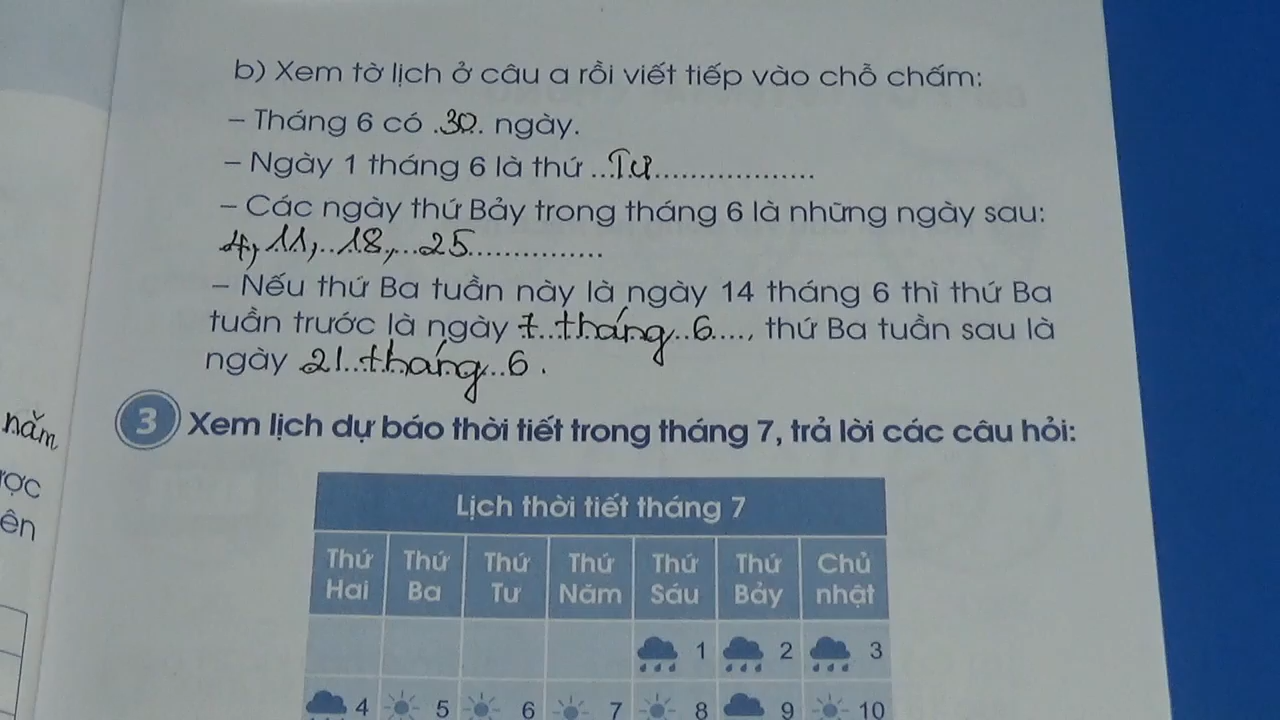 b) Xem tờ lịch ở câu a rồi viết tiếp vào chỗ chấm:
– Tháng 6 có .30. ngày.
– Ngày 1 tháng 6 là thứ ...Tư..................
– Các ngày thứ Bảy trong tháng 6 là những ngày sau:
4, 11, 18, 25...............
– Nếu thứ Ba tuần này là ngày 14 tháng 6 thì thứ Ba
tuần trước là ngày 7 tháng 6...., thứ Ba tuần sau là
ngày 21 tháng 6.
năm
ược
ên
3 Xem lịch dự báo thời tiết trong tháng 7, trả lời các câu hỏi:
Lịch thời tiết tháng 7
Thứ Hai Thứ Ba Thứ Tư Thứ Năm Thứ Sáu Thứ Bảy Chủ nhật
1 2 3
4 5 6 7 8 9 10